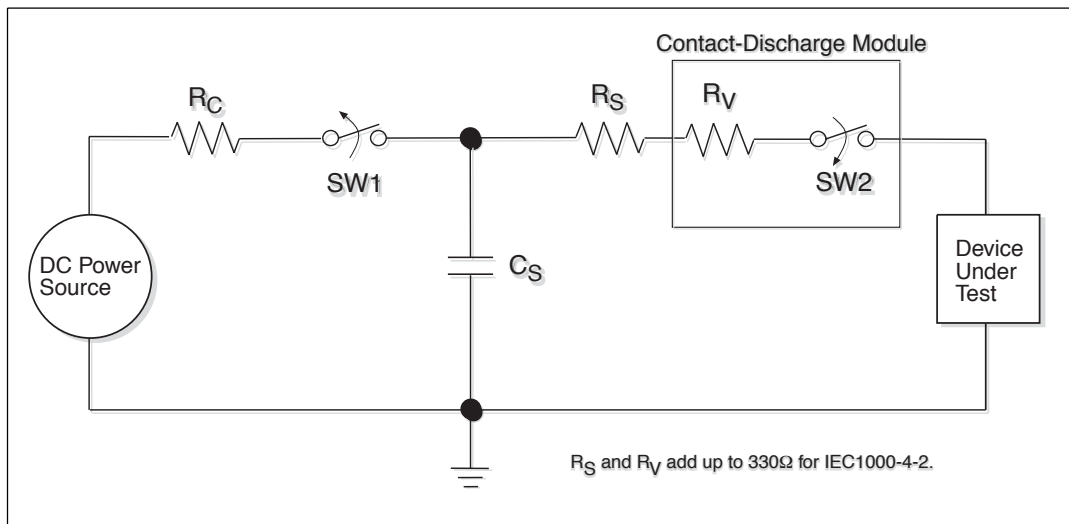 Contact-Discharge Module
RC
RS
RV
SW1
SW2
DC Power
Source
CS
Device
Under
Test
RS and RV add up to 330Ω for IEC1000-4-2.